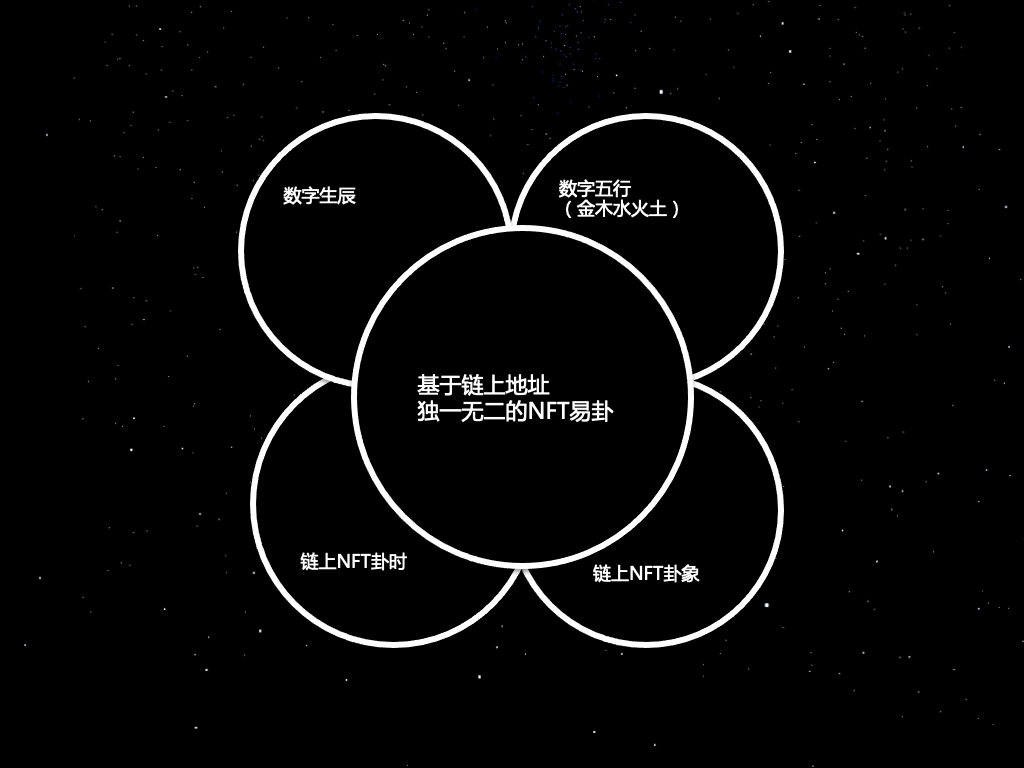 数字生辰
数字五行
（金木水火土）
基于链上地址
独一无二的NFT易卦
链上NFT卦时
链上NFT卦象